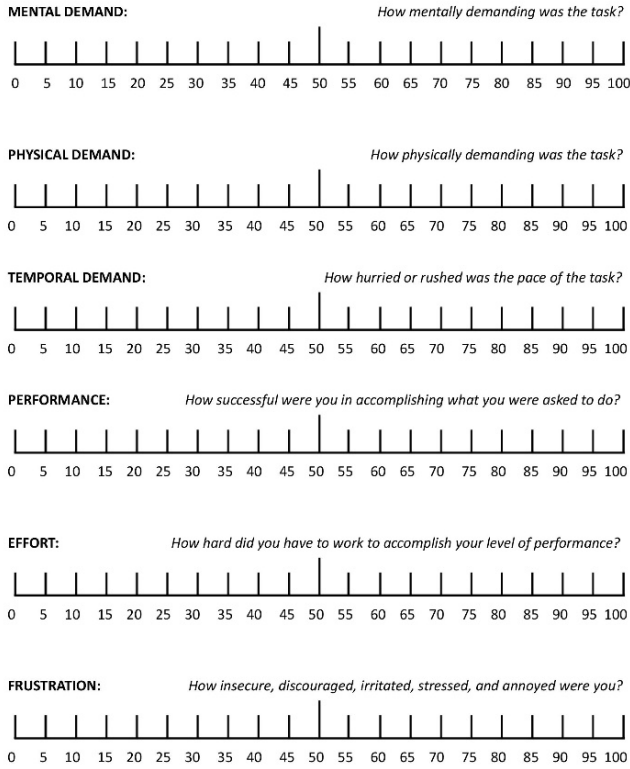 MENTAL DEMAND: How mentally demanding was the task?
0 5 10 15 20 25 30 35 40 45 50 55 60 65 70 75 80 85 90 95 100
PHYSICAL DEMAND: How physically demanding was the task?
0 5 10 15 20 25 30 35 40 45 50 55 60 65 70 75 80 85 90 95 100
TEMPORAL DEMAND: How hurried or rushed was the pace of the task?
0 5 10 15 20 25 30 35 40 45 50 55 60 65 70 75 80 85 90 95 100
PERFORMANCE: How successful were you in accomplishing what you were asked to do?
0 5 10 15 20 25 30 35 40 45 50 55 60 65 70 75 80 85 90 95 100
EFFORT: How hard did you have to work to accomplish your level of performance?
0 5 10 15 20 25 30 35 40 45 50 55 60 65 70 75 80 85 90 95 100
FRUSTRATION: How insecure, discouraged, irritated, stressed, and annoyed were you?
0 5 10 15 20 25 30 35 40 45 50 55 60 65 70 75 80 85 90 95 100